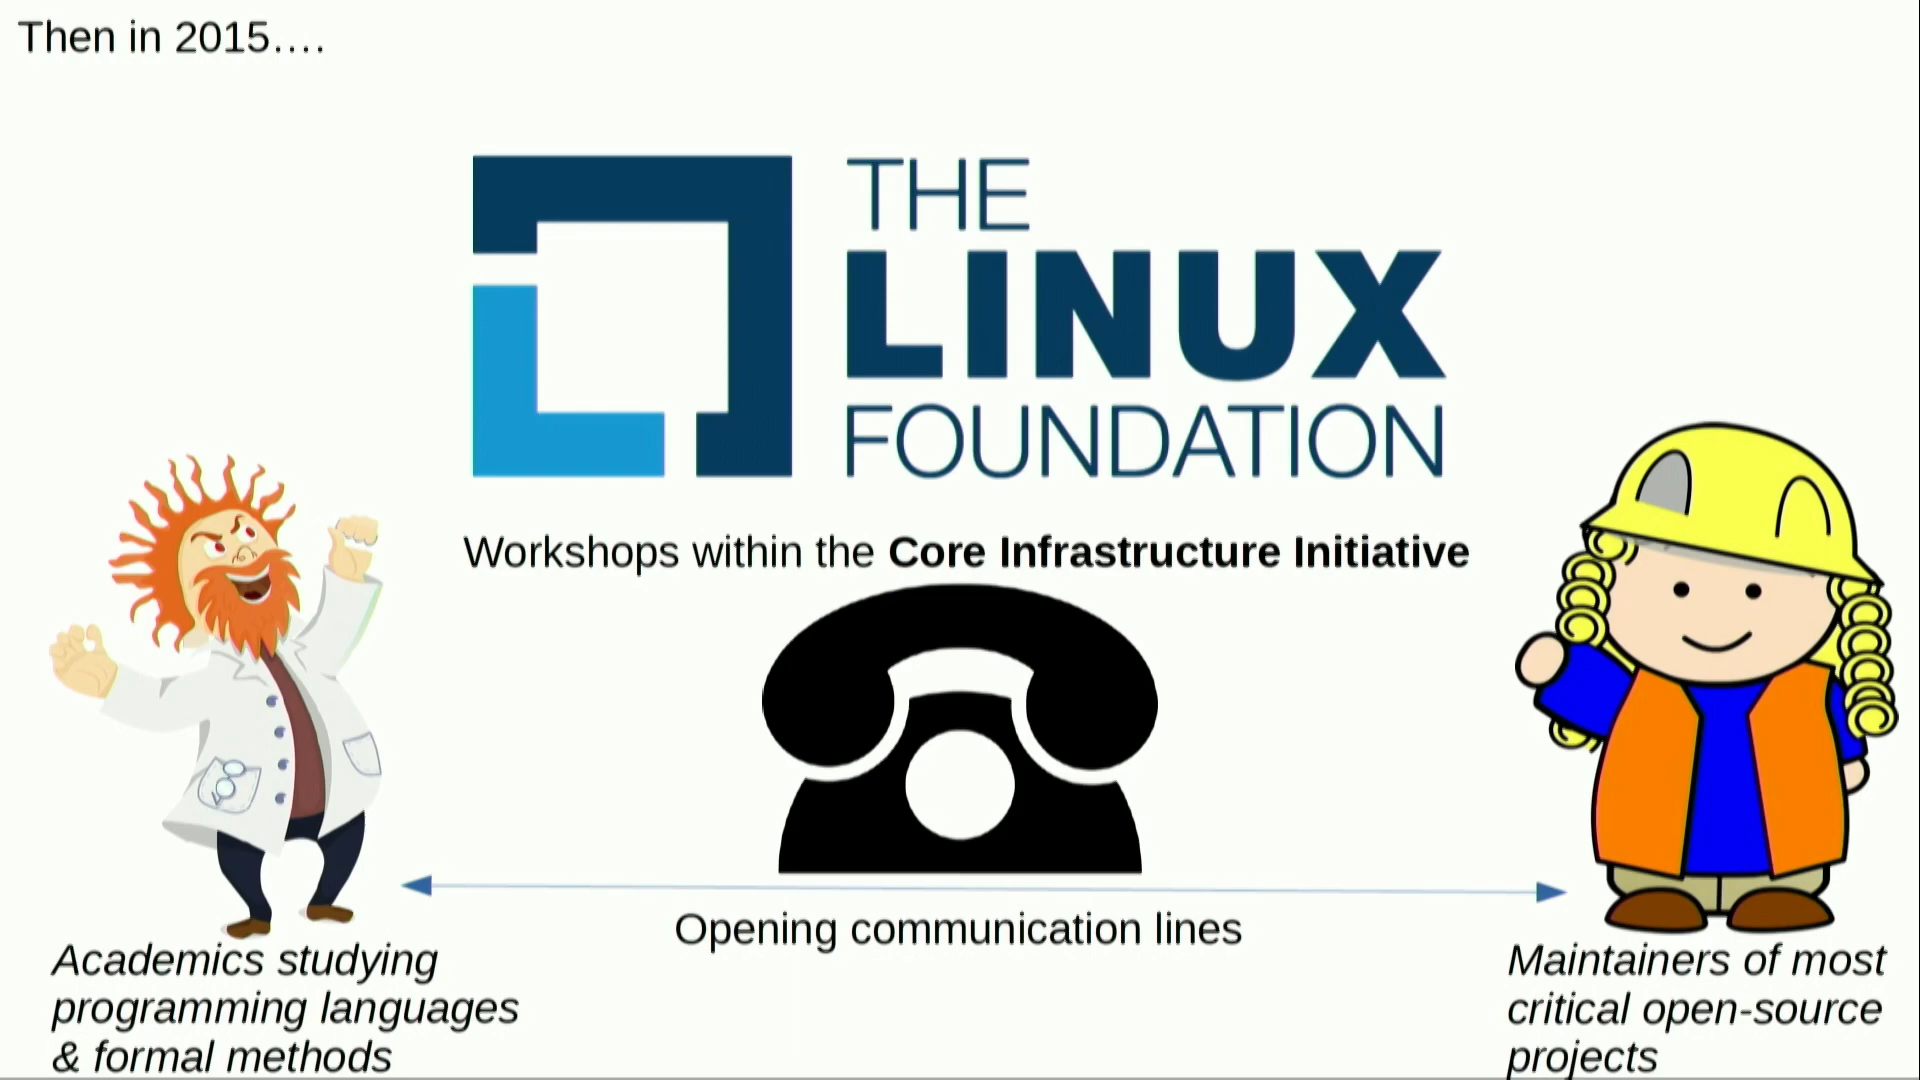 Then in 2015….
THE
LINUX
FOUNDATION
Workshops within the Core Infrastructure Initiative
Opening communication lines
Academics studying
programming languages
& formal methods
Maintainers of most
critical open-source
projects